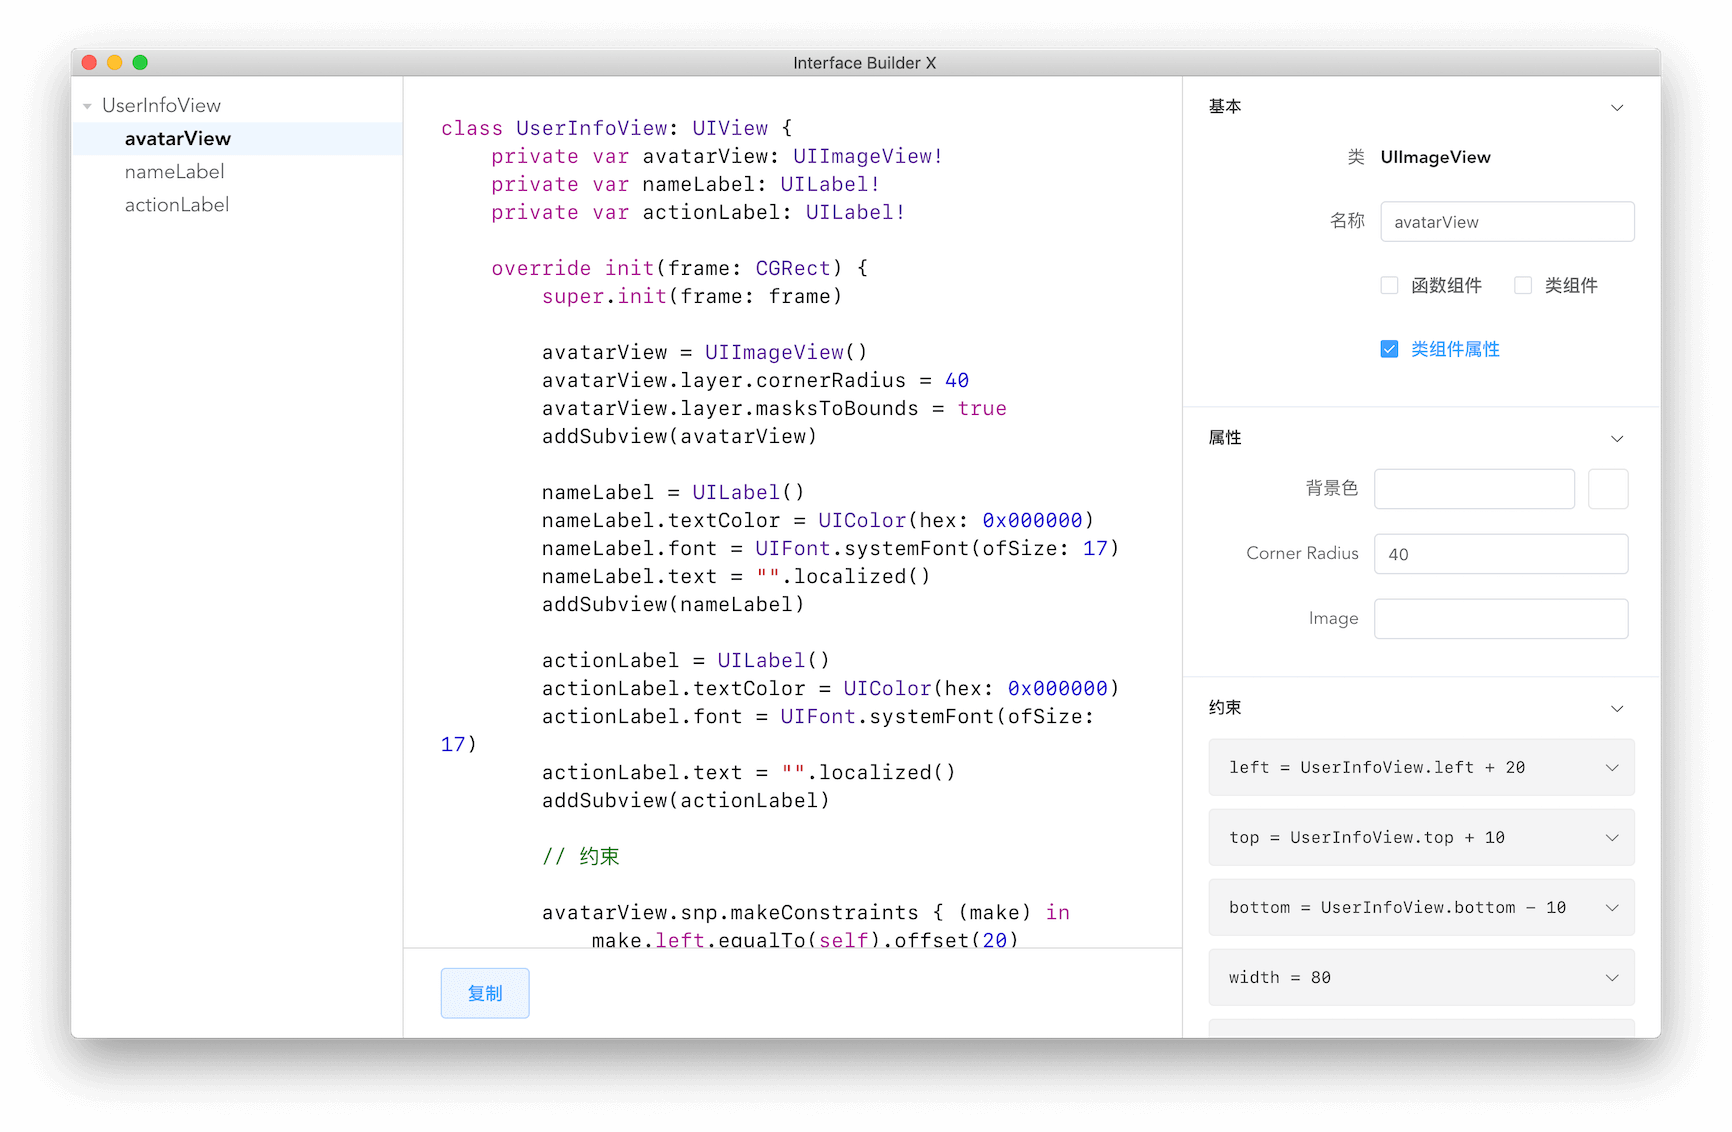 Interface Builder X
UserInfoView
avatarView
nameLabel
actionLabel
class UserInfoView: UIView {
private var avatarView: UIImageView!
private var nameLabel: UILabel!
private var actionLabel: UILabel!
override init(frame: CGRect) {
super.init(frame: frame)
avatarView = UIImageView()
avatarView.layer.cornerRadius = 40
avatarView.layer.masksToBounds = true
addSubview(avatarView)
nameLabel = UILabel()
nameLabel.textColor = UIColor(hex: 0x000000)
nameLabel.font = UIFont.systemFont(ofSize: 17)
nameLabel.text = "".localized()
addSubview(nameLabel)
actionLabel = UILabel()
actionLabel.textColor = UIColor(hex: 0x000000)
actionLabel.font = UIFont.systemFont(ofSize:
17)
actionLabel.text = "".localized()
addSubview(actionLabel)
// 约束
avatarView.snp.makeConstraints { (make) in
make.left.equalTo(self).offset(20)
复制
基本
类 UIImageView
名称 avatarView
函数组件 类组件
类组件属性
属性
背景色
Corner Radius 40
Image
约束
left = UserInfoView.left + 20
top = UserInfoView.top + 10
bottom = UserInfoView.bottom - 10
width = 80